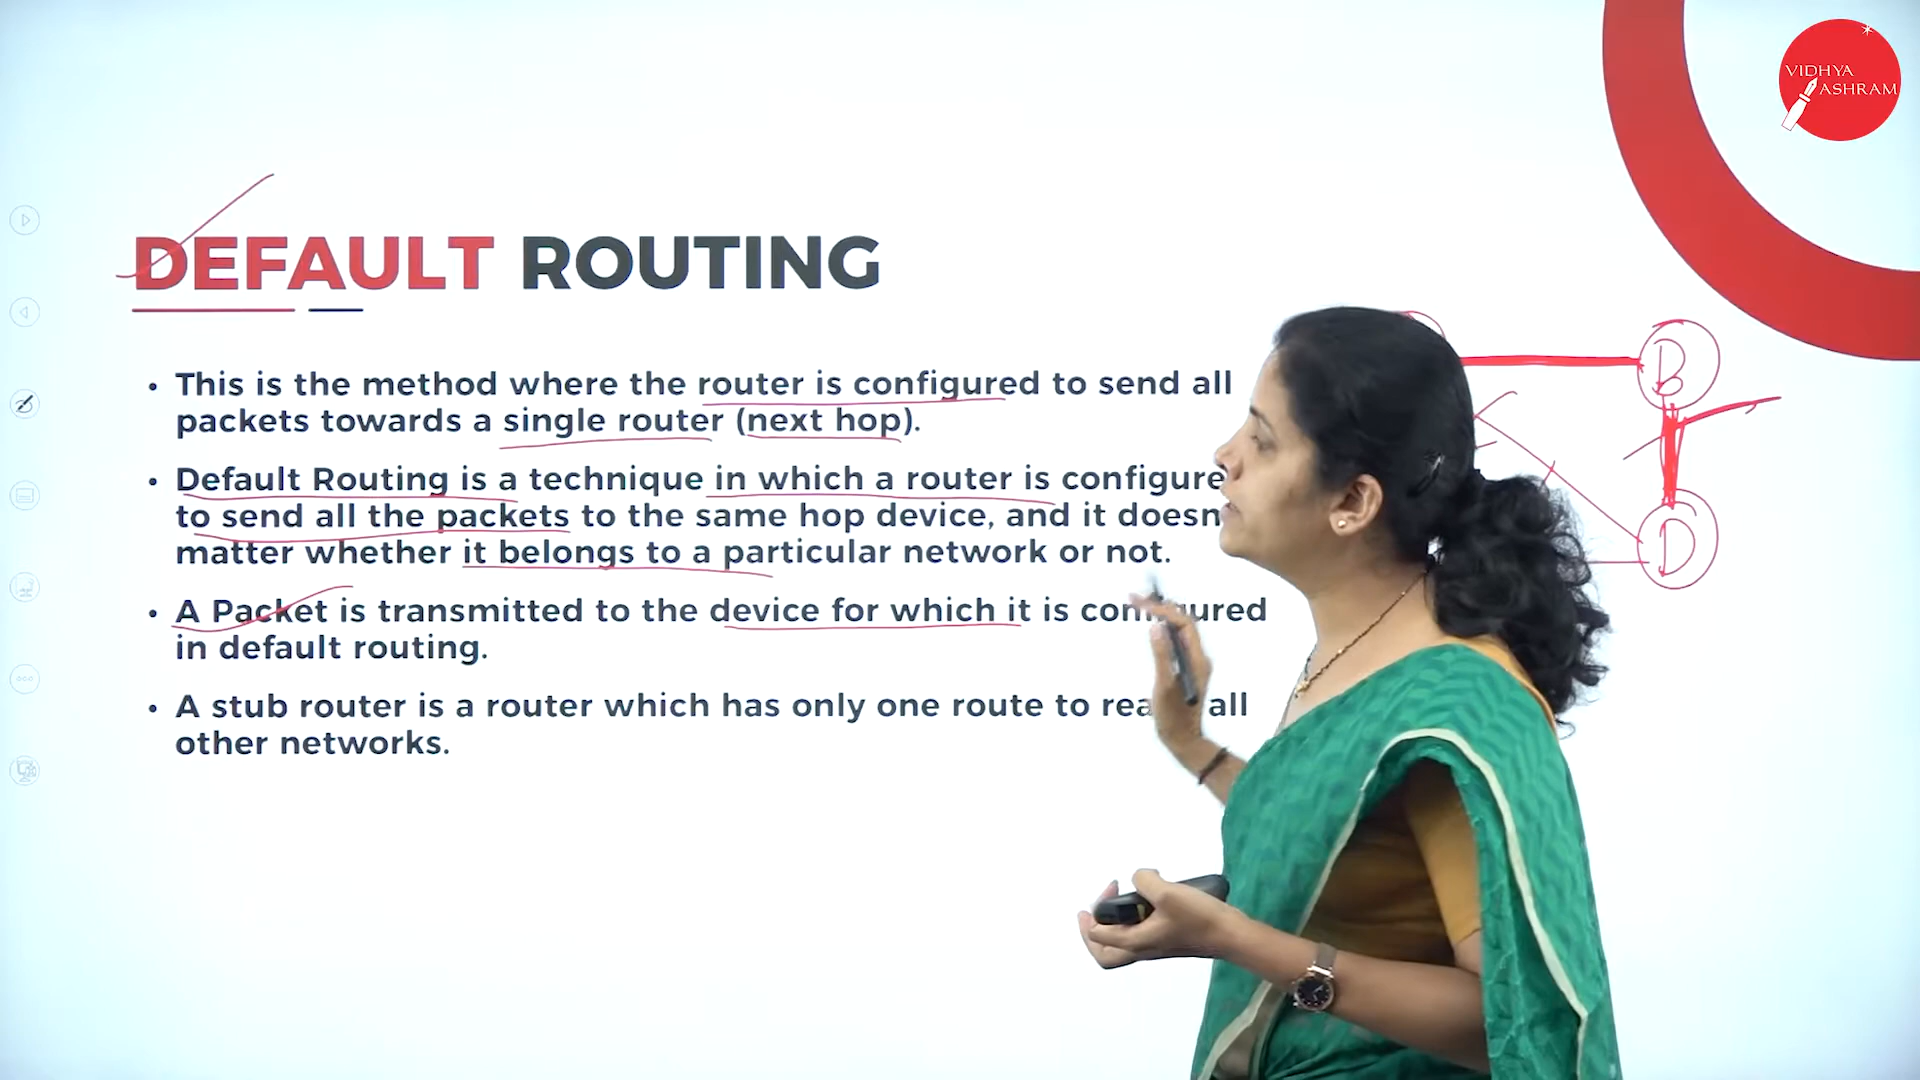 VIDHYA
ASHRAM
DEFAULT ROUTING
B
• This is the method where the router is configured to send all
packets towards a single router (next hop).
• Default Routing is a technique in which a router is configure
to send all the packets to the same hop device, and it doesn
D
matter whether it belongs to a particular network or not.
• A Packet is transmitted to the device for which it is configured
in default routing.
• A stub router is a router which has only one route to rea all
other networks.